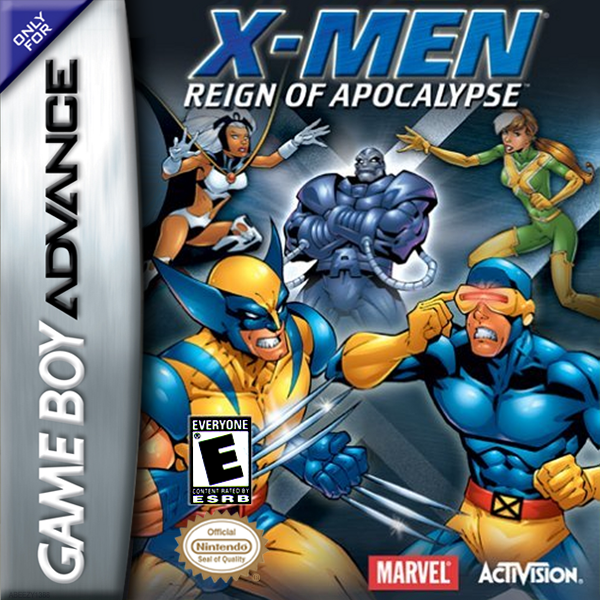 ONLY
FOR
GAME BOY ADVANCE
X-MEN
REIGN OF APOCALYPSE™
EVERYONE
E
CONTENT RATED BY
ESRB
Official
Nintendo
Seal of Quality
®
MARVEL®
ACTIVISION®